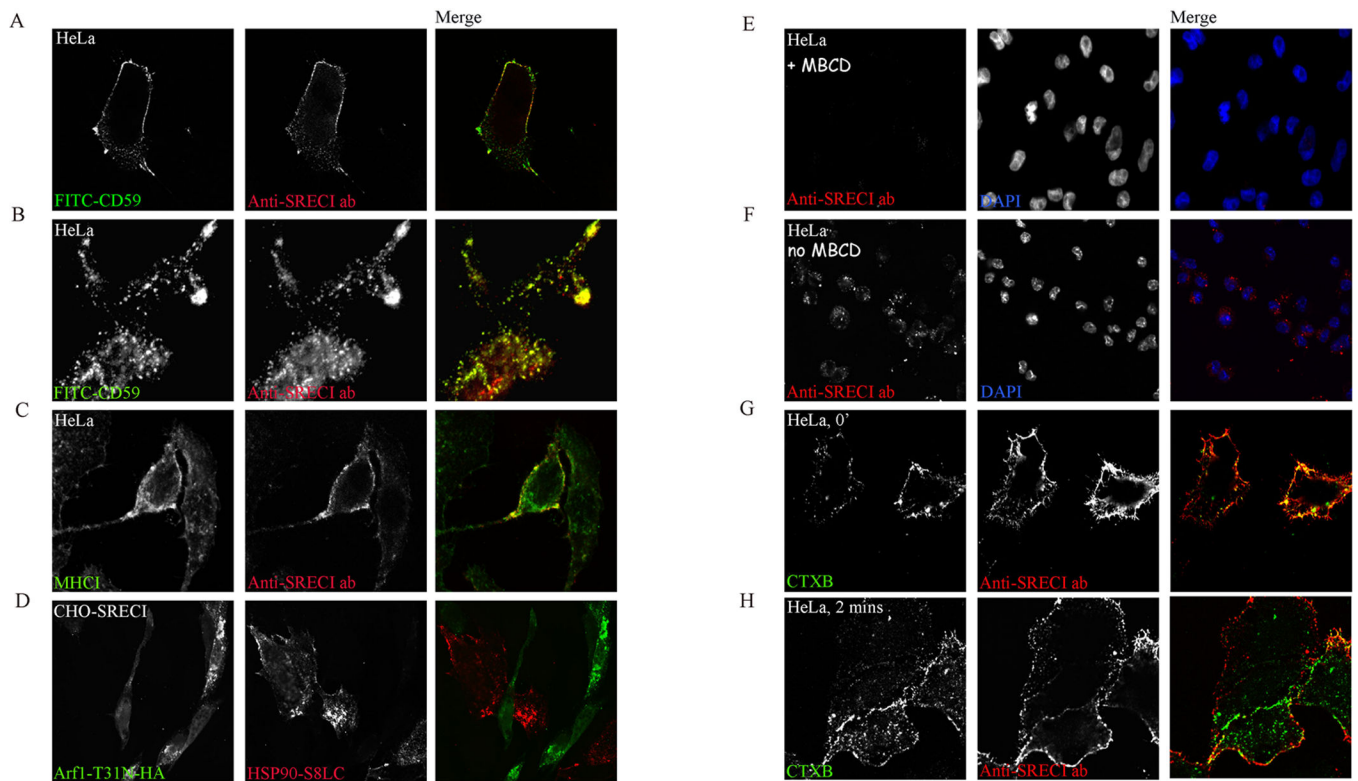 A
Merge
HeLa
FITC-CD59
Anti-SRECI ab
B
HeLa
FITC-CD59
Anti-SRECI ab
C
HeLa
MHCI
Anti-SRECI ab
D
CHO-SRECI
Arf1-T31N-HA
HSP90-S8LC
E
Merge
HeLa
+ MBCD
Anti-SRECI ab
DAPI
F
HeLa
no MBCD
Anti-SRECI ab
DAPI
G
HeLa, 0'
CTXB
Anti-SRECI ab
H
HeLa, 2 mins
CTXB
Anti-SRECI ab